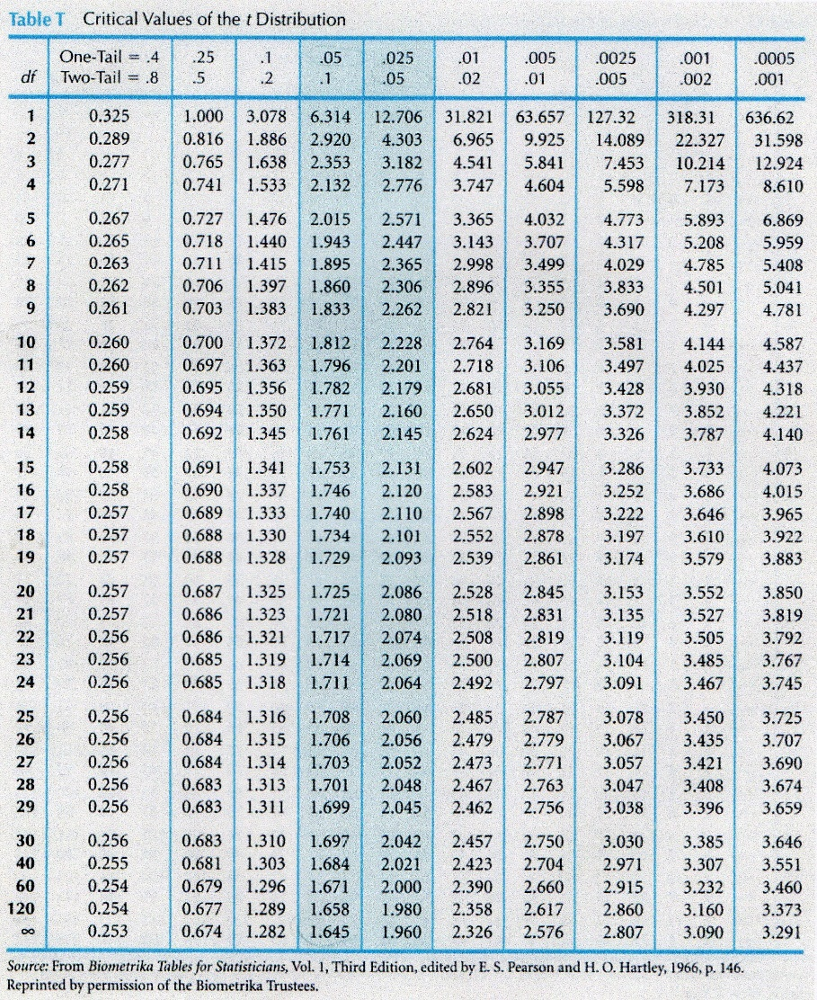 Table T Critical Values of the t Distribution
One-Tail = .4 .25 .1 .05 .025 .01 .005 .0025 .001 .0005
df Two-Tail = .8 .5 .2 .1 .05 .02 .01 .005 .002 .001
1 0.325 1.000 3.078 6.314 12.706 31.821 63.657 127.32 318.31 636.62
2 0.289 0.816 1.886 2.920 4.303 6.965 9.925 14.089 22.327 31.598
3 0.277 0.765 1.638 2.353 3.182 4.541 5.841 7.453 10.214 12.924
4 0.271 0.741 1.533 2.132 2.776 3.747 4.604 5.598 7.173 8.610
5 0.267 0.727 1.476 2.015 2.571 3.365 4.032 4.773 5.893 6.869
6 0.265 0.718 1.440 1.943 2.447 3.143 3.707 4.317 5.208 5.959
7 0.263 0.711 1.415 1.895 2.365 2.998 3.499 4.029 4.785 5.408
8 0.262 0.706 1.397 1.860 2.306 2.896 3.355 3.833 4.501 5.041
9 0.261 0.703 1.383 1.833 2.262 2.821 3.250 3.690 4.297 4.781
10 0.260 0.700 1.372 1.812 2.228 2.764 3.169 3.581 4.144 4.587
11 0.260 0.697 1.363 1.796 2.201 2.718 3.106 3.497 4.025 4.437
12 0.259 0.695 1.356 1.782 2.179 2.681 3.055 3.428 3.930 4.318
13 0.259 0.694 1.350 1.771 2.160 2.650 3.012 3.372 3.852 4.221
14 0.258 0.692 1.345 1.761 2.145 2.624 2.977 3.326 3.787 4.140
15 0.258 0.691 1.341 1.753 2.131 2.602 2.947 3.286 3.733 4.073
16 0.258 0.690 1.337 1.746 2.120 2.583 2.921 3.252 3.686 4.015
17 0.257 0.689 1.333 1.740 2.110 2.567 2.898 3.222 3.646 3.965
18 0.257 0.688 1.330 1.734 2.101 2.552 2.878 3.197 3.610 3.922
19 0.257 0.688 1.328 1.729 2.093 2.539 2.861 3.174 3.579 3.883
20 0.257 0.687 1.325 1.725 2.086 2.528 2.845 3.153 3.552 3.850
21 0.257 0.686 1.323 1.721 2.080 2.518 2.831 3.135 3.527 3.819
22 0.256 0.686 1.321 1.717 2.074 2.508 2.819 3.119 3.505 3.792
23 0.256 0.685 1.319 1.714 2.069 2.500 2.807 3.104 3.485 3.767
24 0.256 0.685 1.318 1.711 2.064 2.492 2.797 3.091 3.467 3.745
25 0.256 0.684 1.316 1.708 2.060 2.485 2.787 3.078 3.450 3.725
26 0.256 0.684 1.315 1.706 2.056 2.479 2.779 3.067 3.435 3.707
27 0.256 0.684 1.314 1.703 2.052 2.473 2.771 3.057 3.421 3.690
28 0.256 0.683 1.313 1.701 2.048 2.467 2.763 3.047 3.408 3.674
29 0.256 0.683 1.311 1.699 2.045 2.462 2.756 3.038 3.396 3.659
30 0.256 0.683 1.310 1.697 2.042 2.457 2.750 3.030 3.385 3.646
40 0.255 0.681 1.303 1.684 2.021 2.423 2.704 2.971 3.307 3.551
60 0.254 0.679 1.296 1.671 2.000 2.390 2.660 2.915 3.232 3.460
120 0.254 0.677 1.289 1.658 1.980 2.358 2.617 2.860 3.160 3.373
∞ 0.253 0.674 1.282 1.645 1.960 2.326 2.576 2.807 3.090 3.291
Source: From Biometrika Tables for Statisticians, Vol. 1, Third Edition, edited by E. S. Pearson and H. O. Hartley, 1966, p. 146.
Reprinted by permission of the Biometrika Trustees.